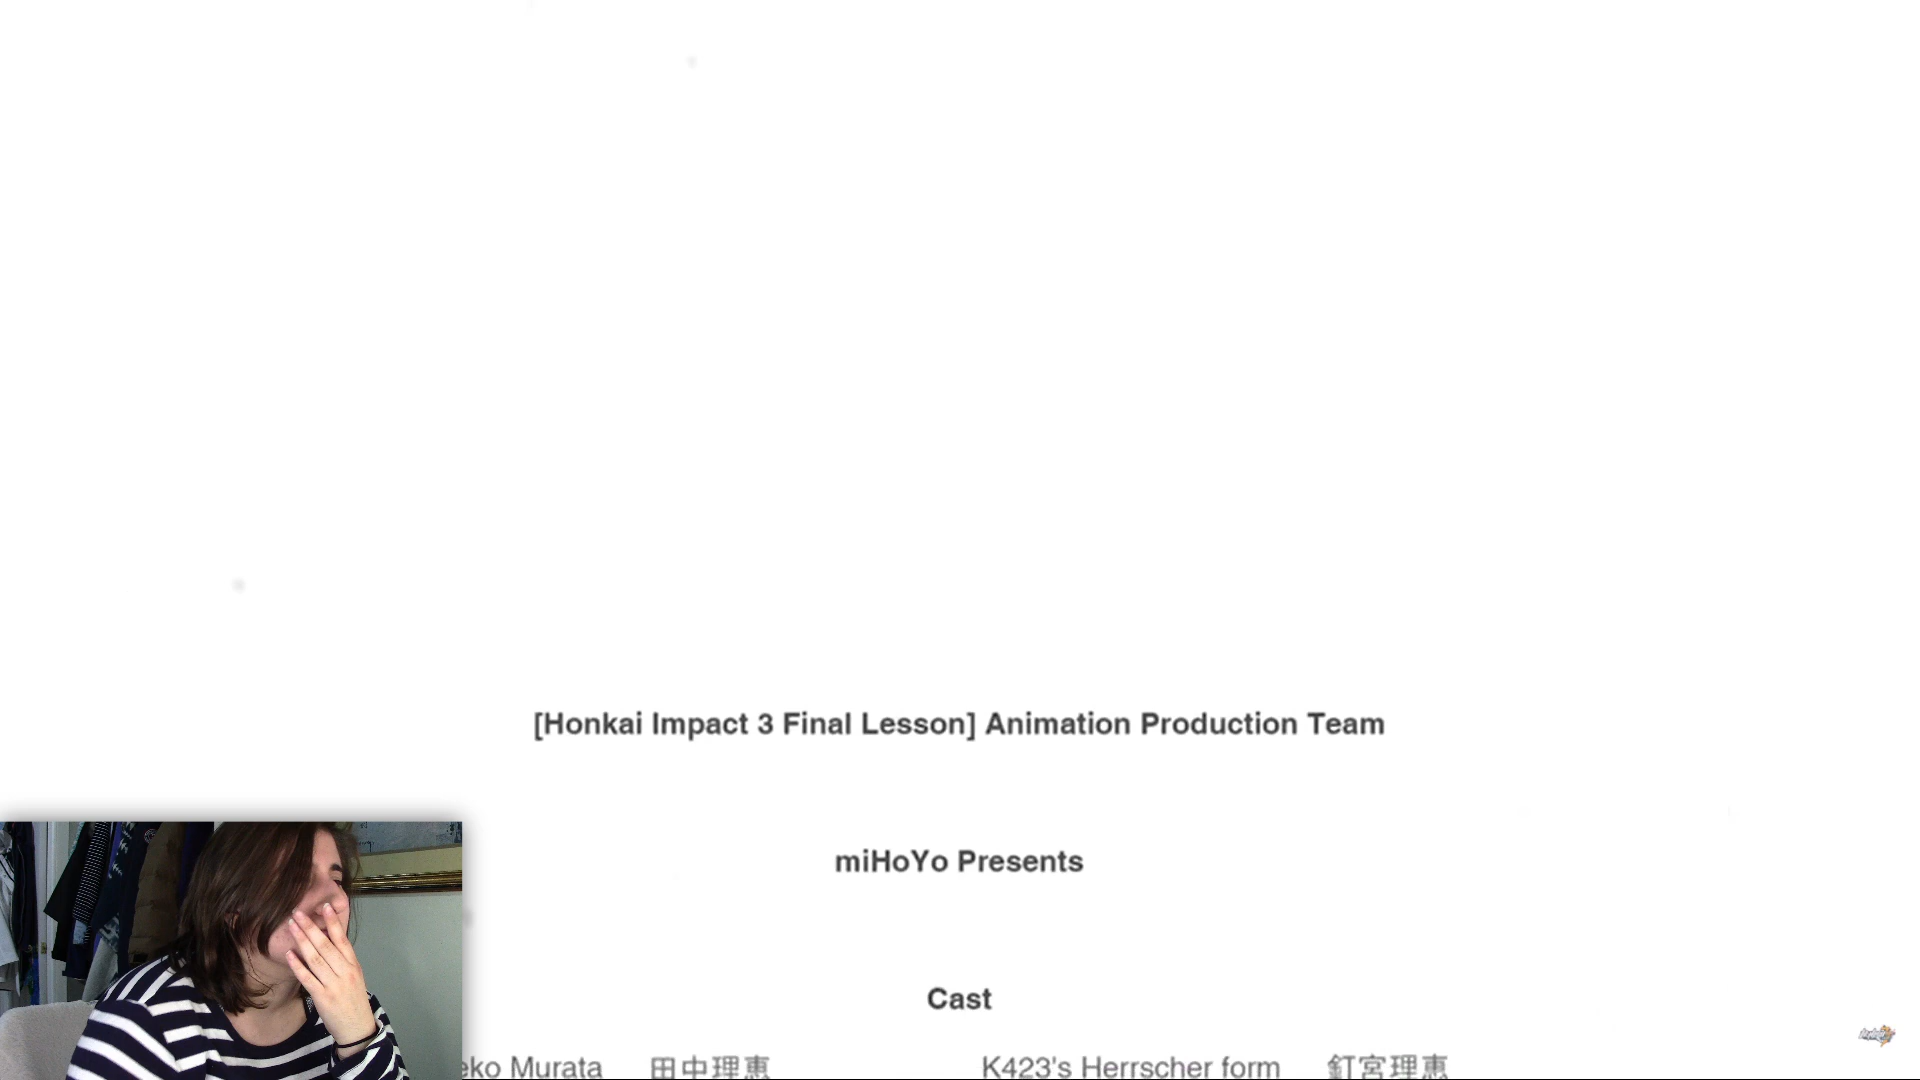 [Honkai Impact 3 Final Lesson] Animation Production Team
miHoYo Presents
Cast
eko Murata 田中理恵 K423's Herrscher form 釘宮理恵